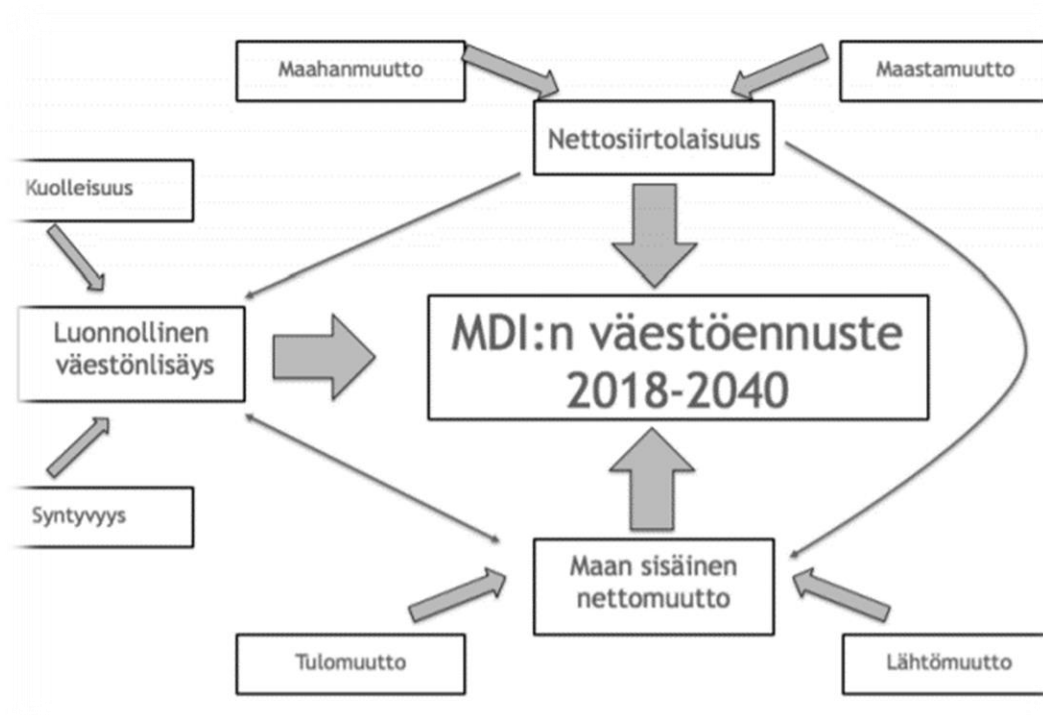 Maahanmuutto
Maastamuutto
Nettosiirtolaisuus
Kuolleisuus
Luonnollinen
väestönlisäys
MDI:n väestöennuste
2018-2040
Syntyvyys
Maan sisäinen
nettomuutto
Tulomuutto
Lähtömuutto